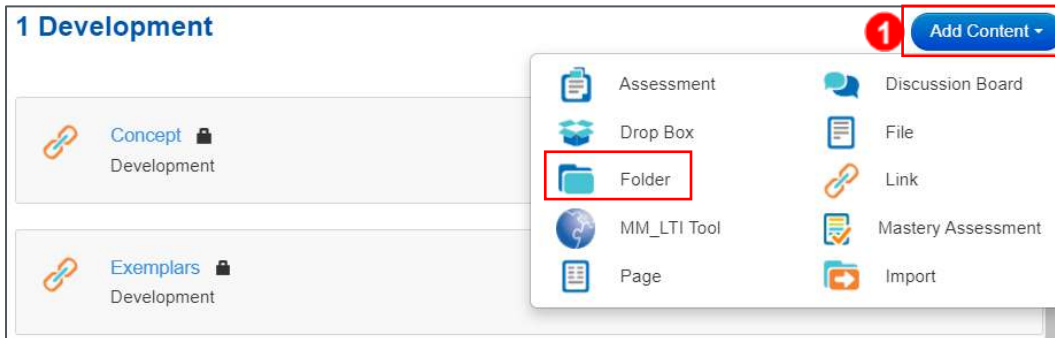 1 Development
1 Add Content
Assessment Discussion Board
Drop Box File
Folder Link
MM_LTI Tool Mastery Assessment
Page Import
Concept
Development
Exemplars
Development